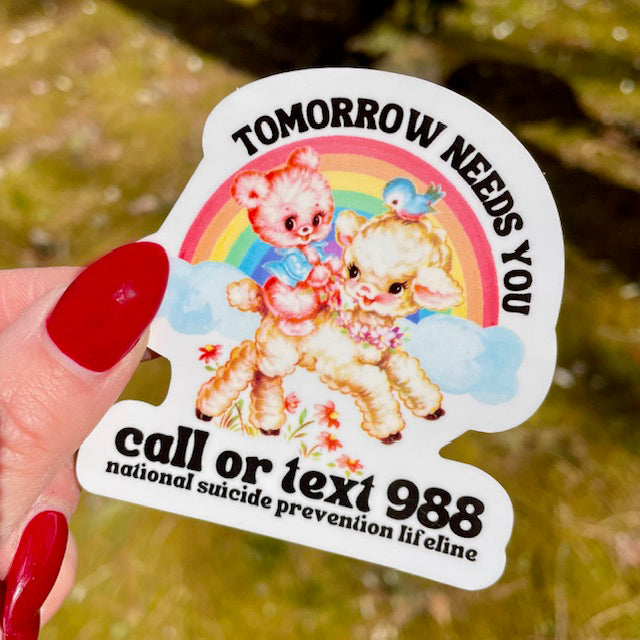 TOMORROW NEEDS YOU
call or text 988
national suicide prevention lifeline